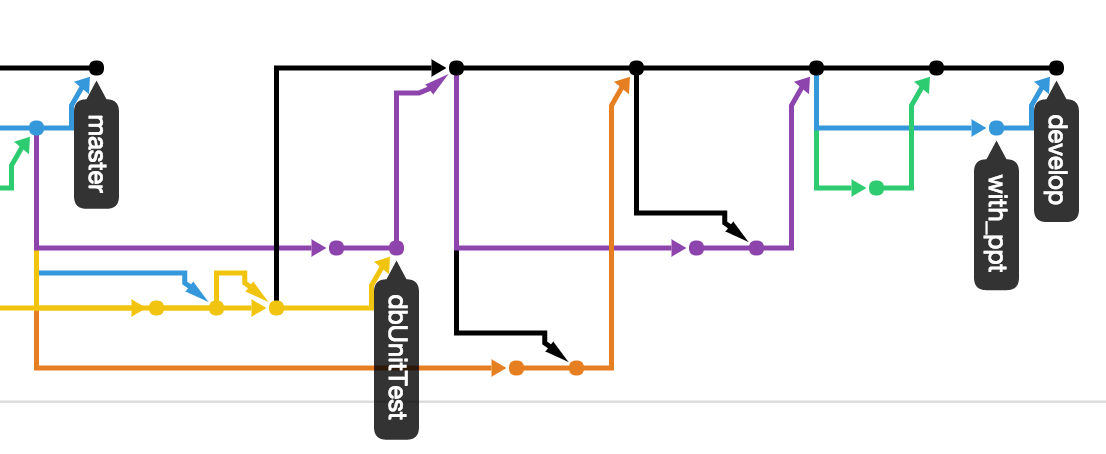 master
dbUnitTest
with_ppt
develop